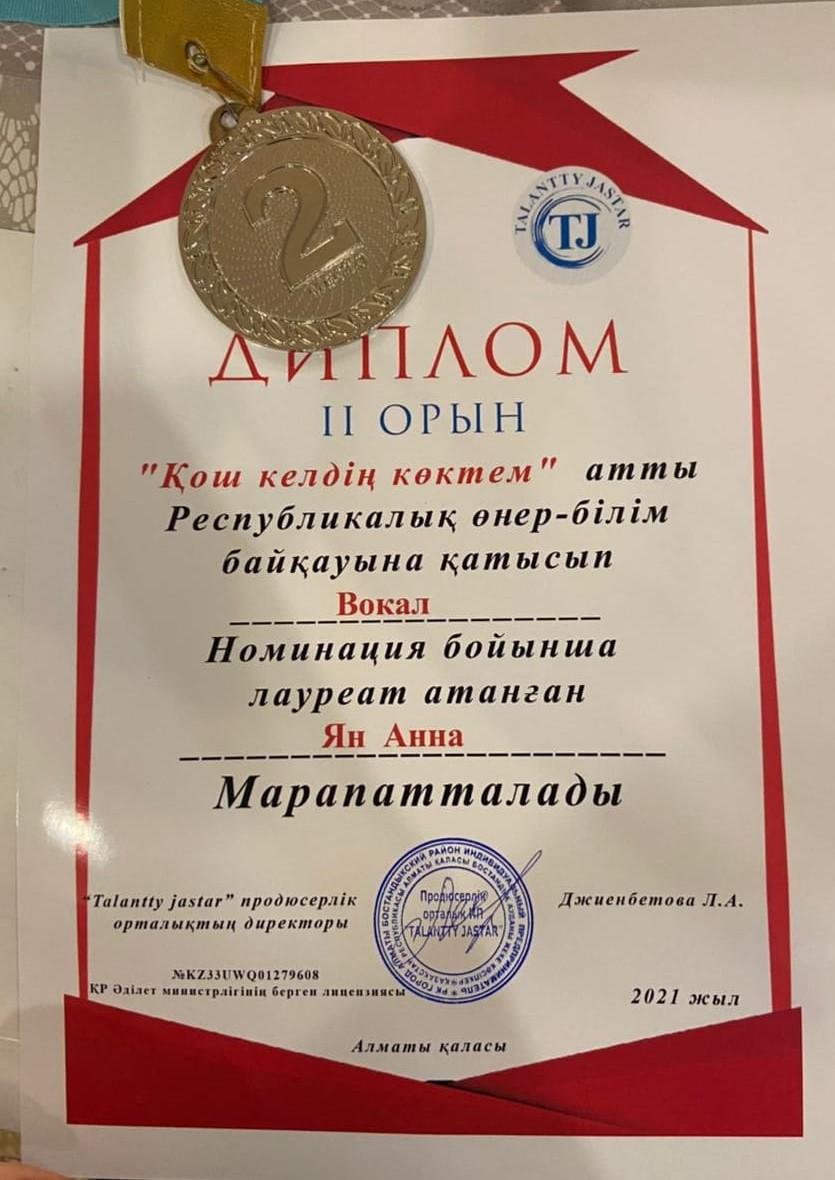 2
МЕСТО
TALANTTY JASTAR
TJ
ДИПЛОМ
II ОРЫН
"Қош келдің көктем" атты
Республикалық өнер-білім
байқауына қатысып
Вокал
Номинация бойынша
лауреат атанған
Ян Анна
Марапатталады
"Talantty jastar" продюсерлік
орталықтың директоры
Продюсерлік
орталық ИП
"TALANTTY JASTAR"
Джиенбетова Л.А.
№KZ33UWQ01279608
ҚР Әділет министрлігінің берген лицензиясы
2021 жыл
Алматы қаласы